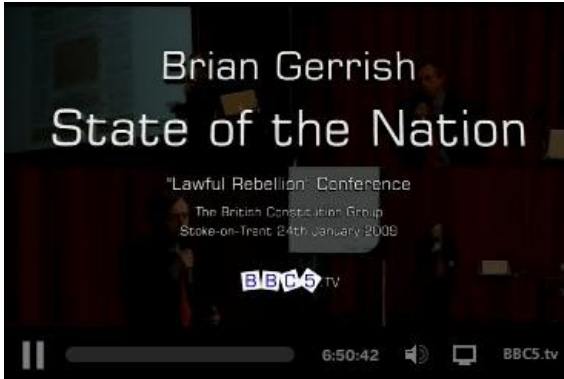 Brian Gerrish
State of the Nation
"Lawful Rebellion" Conference
The British Constitution Group
Stoke-on-Trent 24th January 2009
BBC5.TV
6:50:42 BBC5.tv